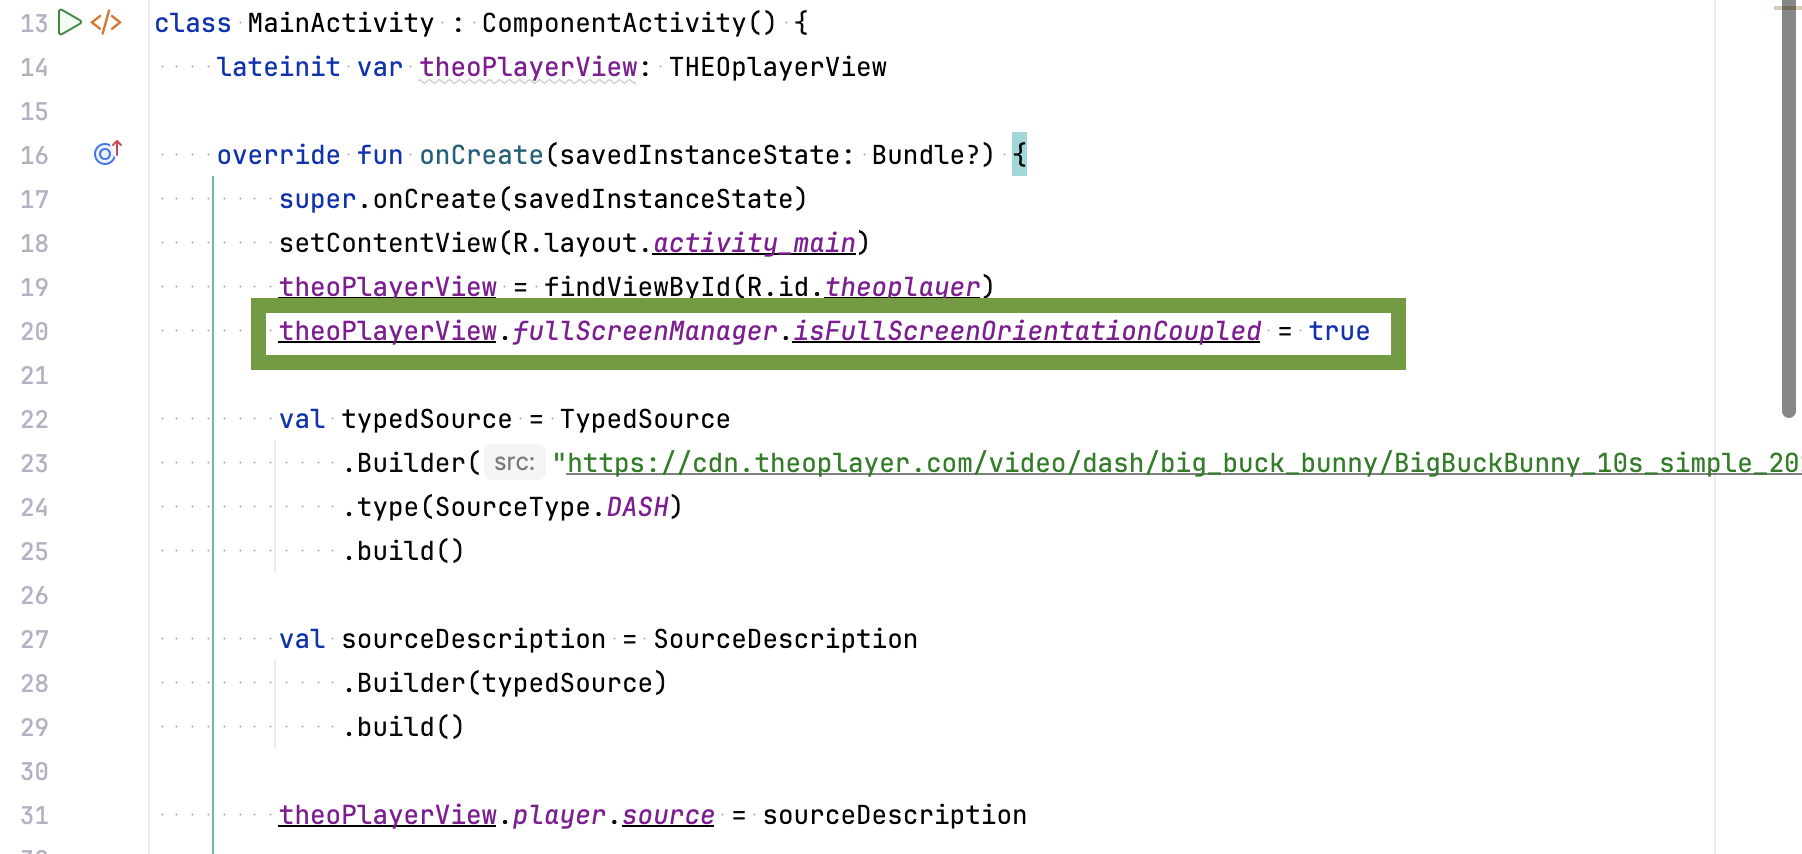 13 class MainActivity : ComponentActivity() {
14 lateinit var theoPlayerView: THEOplayerView
15
16 override fun onCreate(savedInstanceState: Bundle?) {
17 super.onCreate(savedInstanceState)
18 setContentView(R.layout.activity_main)
19 theoPlayerView = findViewById(R.id.theoplayer)
20 theoPlayerView.fullScreenManager.isFullScreenOrientationCoupled = true
21
22 val typedSource = TypedSource
23 .Builder( src: "https://cdn.theoplayer.com/video/dash/big_buck_bunny/BigBuckBunny_10s_simple_20
24 .type(SourceType.DASH)
25 .build()
26
27 val sourceDescription = SourceDescription
28 .Builder(typedSource)
29 .build()
30
31 theoPlayerView.player.source = sourceDescription